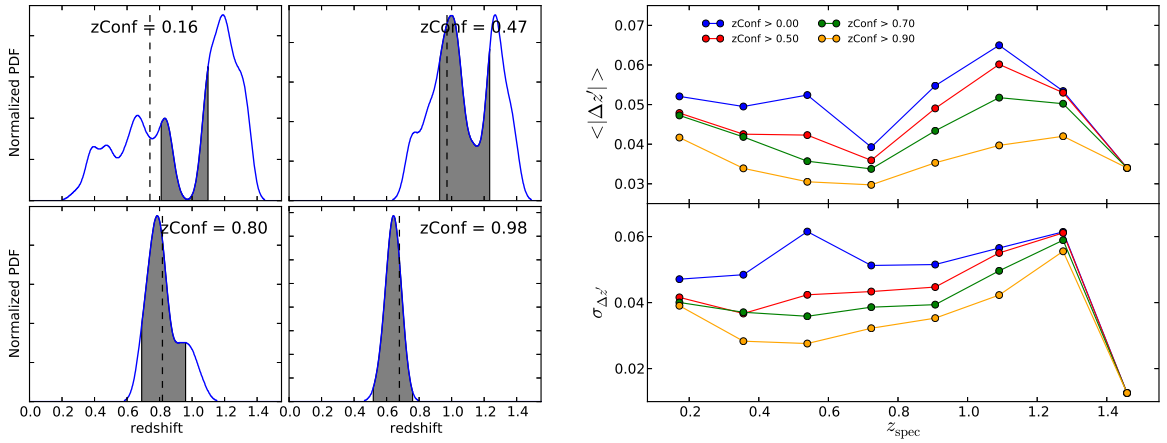 zConf = 0.16
zConf = 0.47
Normalized PDF
zConf = 0.80
zConf = 0.98
Normalized PDF
0.0 0.2 0.4 0.6 0.8 1.0 1.2 1.4
0.0 0.2 0.4 0.6 0.8 1.0 1.2 1.4
redshift
redshift
zConf > 0.00
zConf > 0.50
zConf > 0.70
zConf > 0.90
0.07
0.06
0.05
0.04
0.03
<|Δz′|>
0.06
0.04
0.02
σΔz′
0.2 0.4 0.6 0.8 1.0 1.2 1.4
zspec